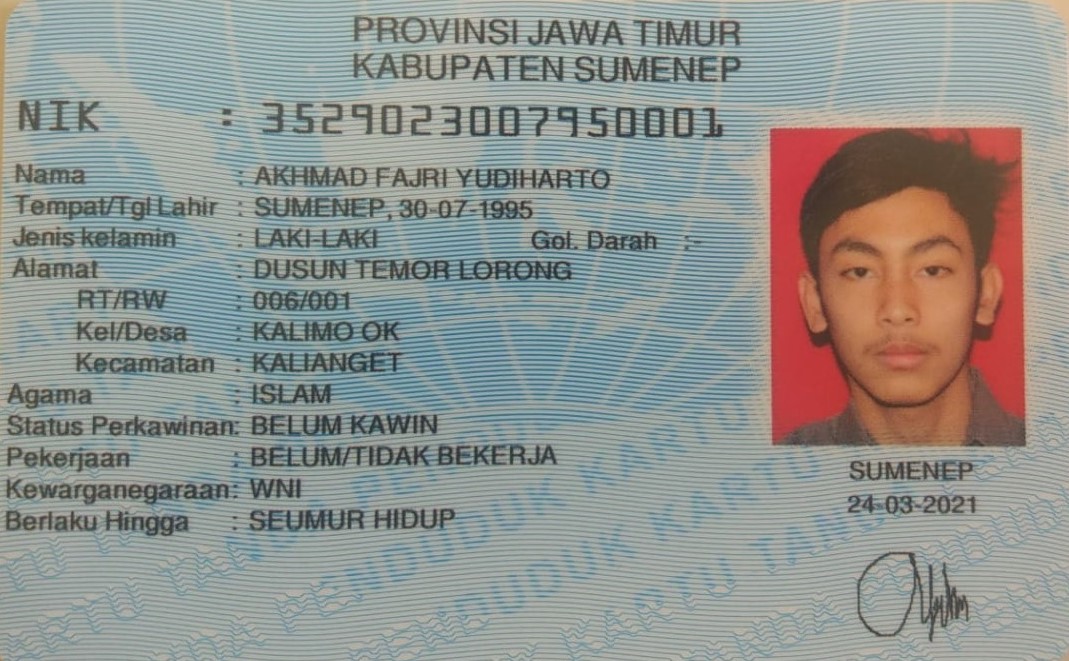 PROVINSI JAWA TIMUR
KABUPATEN SUMENEP
NIK : 3529023007950001
Nama : AKHMAD FAJRI YUDIHARTO
Tempat/Tgl Lahir : SUMENEP, 30-07-1995
Jenis kelamin : LAKI-LAKI Gol. Darah :-
Alamat : DUSUN TEMOR LORONG
RT/RW : 006/001
Kel/Desa : KALIMO OK
Kecamatan : KALIANGET
Agama : ISLAM
Status Perkawinan: BELUM KAWIN
Pekerjaan : BELUM/TIDAK BEKERJA
Kewarganegaraan: WNI
Berlaku Hingga : SEUMUR HIDUP
SUMENEP
24-03-2021